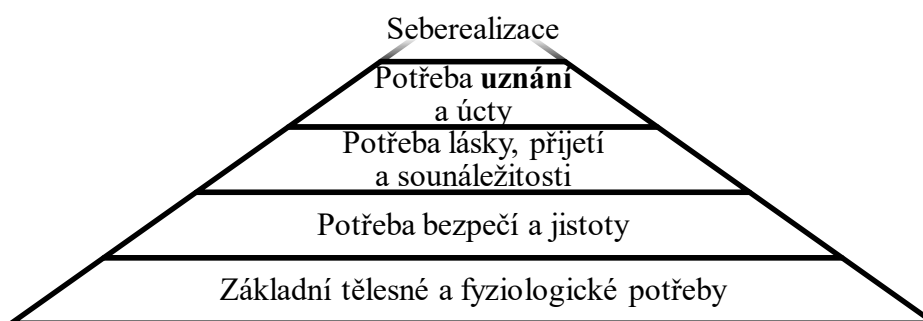 Seberealizace
Potřeba uznání
a úcty
Potřeba lásky, přijetí
a sounáležitosti
Potřeba bezpečí a jistoty
Základní tělesné a fyziologické potřeby